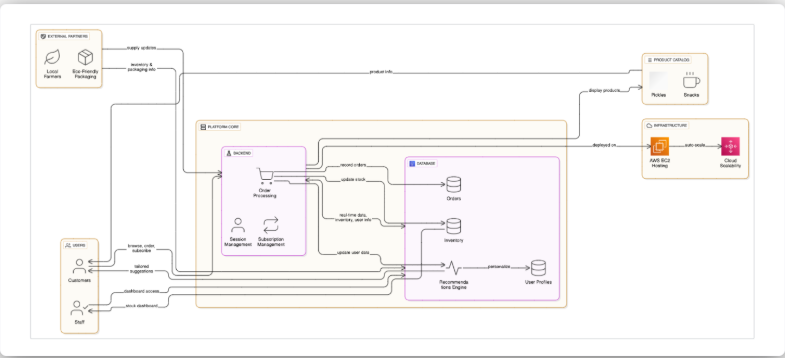 EXTERNAL PARTNERS
Local
Farmers
Eco-Friendly
Packaging
supply updates
inventory &
packaging info
product info
PRODUCT CATALOG
Pickles
Snacks
display products
INFRASTRUCTURE
AWS EC2
Hosting
auto-scale
Cloud
Scalability
deployed on
PLATFORM CORE
BACKEND
Order
Processing
Session
Management
Subscription
Management
record orders
update stock
real-time data,
inventory, user info
update user data
DATABASE
Orders
Inventory
Recommenda
tions Engine
personalize
User Profiles
USERS
Customers
Staff
browse, order,
subscribe
tailored
suggestions
dashboard access